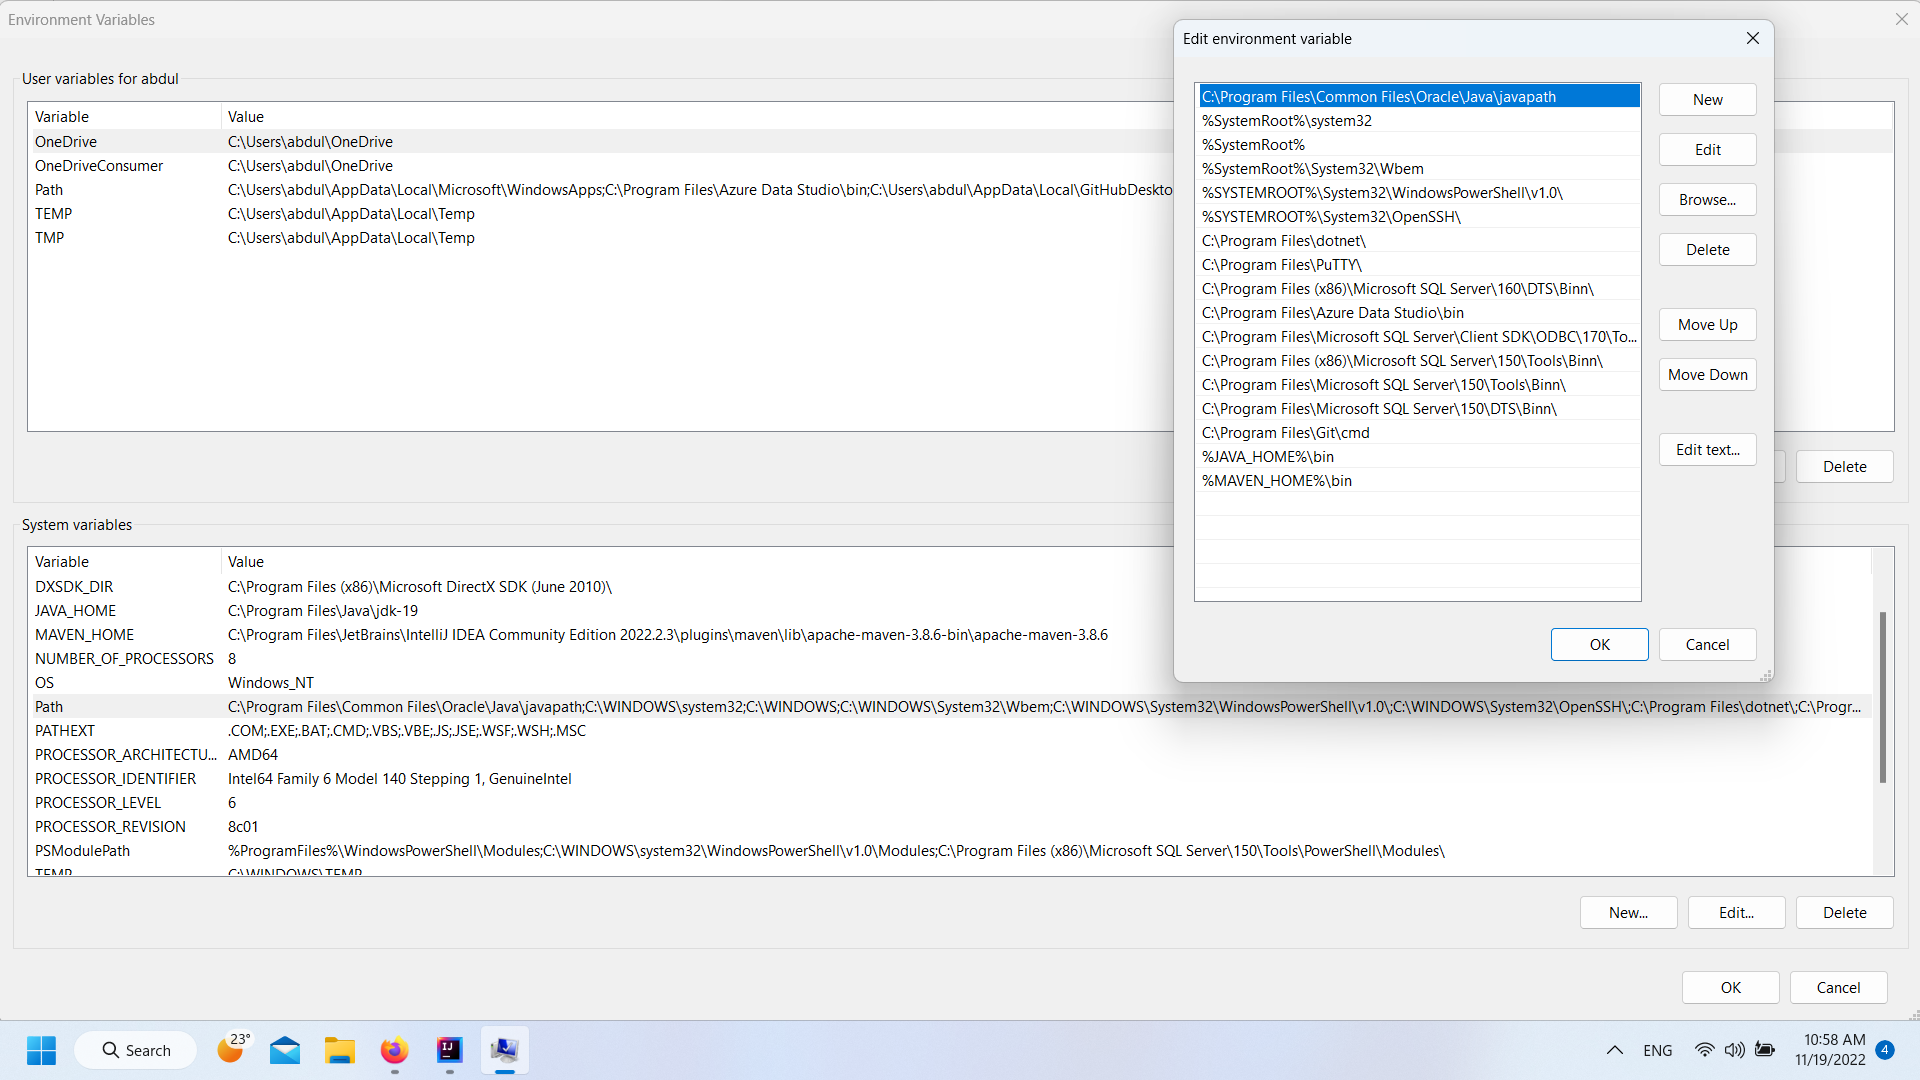 Environment Variables
User variables for abdul
Variable Value
OneDrive C:\Users\abdul\OneDrive
OneDriveConsumer C:\Users\abdul\OneDrive
Path C:\Users\abdul\AppData\Local\Microsoft\WindowsApps;C:\Program Files\Azure Data Studio\bin;C:\Users\abdul\AppData\Local\GitHubDeskto
TEMP C:\Users\abdul\AppData\Local\Temp
TMP C:\Users\abdul\AppData\Local\Temp
Delete
System variables
Variable Value
DXSDK_DIR C:\Program Files (x86)\Microsoft DirectX SDK (June 2010)\
JAVA_HOME C:\Program Files\Java\jdk-19
MAVEN_HOME C:\Program Files\JetBrains\IntelliJ IDEA Community Edition 2022.2.3\plugins\maven\lib\apache-maven-3.8.6-bin\apache-maven-3.8.6
NUMBER_OF_PROCESSORS 8
OS Windows_NT
Path C:\Program Files\Common Files\Oracle\Java\javapath;C:\WINDOWS\system32;C:\WINDOWS;C:\WINDOWS\System32\Wbem;C:\WINDOWS\System32\WindowsPowerShell\v1.0\;C:\WINDOWS\System32\OpenSSH\;C:\Program Files\dotnet\;C:\Progr...
PATHEXT .COM;.EXE;.BAT;.CMD;.VBS;.VBE;.JS;.JSE;.WSF;.WSH;.MSC
PROCESSOR_ARCHITECTU... AMD64
PROCESSOR_IDENTIFIER Intel64 Family 6 Model 140 Stepping 1, GenuineIntel
PROCESSOR_LEVEL 6
PROCESSOR_REVISION 8c01
PSModulePath %ProgramFiles%\WindowsPowerShell\Modules;C:\WINDOWS\system32\WindowsPowerShell\v1.0\Modules;C:\Program Files (x86)\Microsoft SQL Server\150\Tools\PowerShell\Modules\
TEMP C:\WINDOWS\TEMP
New... Edit... Delete
OK Cancel
Edit environment variable
C:\Program Files\Common Files\Oracle\Java\javapath
%SystemRoot%\system32
%SystemRoot%
%SystemRoot%\System32\Wbem
%SYSTEMROOT%\System32\WindowsPowerShell\v1.0\
%SYSTEMROOT%\System32\OpenSSH\
C:\Program Files\dotnet\
C:\Program Files\PuTTY\
C:\Program Files (x86)\Microsoft SQL Server\160\DTS\Binn\
C:\Program Files\Azure Data Studio\bin
C:\Program Files\Microsoft SQL Server\Client SDK\ODBC\170\To...
C:\Program Files (x86)\Microsoft SQL Server\150\Tools\Binn\
C:\Program Files\Microsoft SQL Server\150\Tools\Binn\
C:\Program Files\Microsoft SQL Server\150\DTS\Binn\
C:\Program Files\Git\cmd
%JAVA_HOME%\bin
%MAVEN_HOME%\bin
New
Edit
Browse...
Delete
Move Up
Move Down
Edit text...
OK Cancel
Search
23°
IJ
ENG
10:58 AM
11/19/2022
4